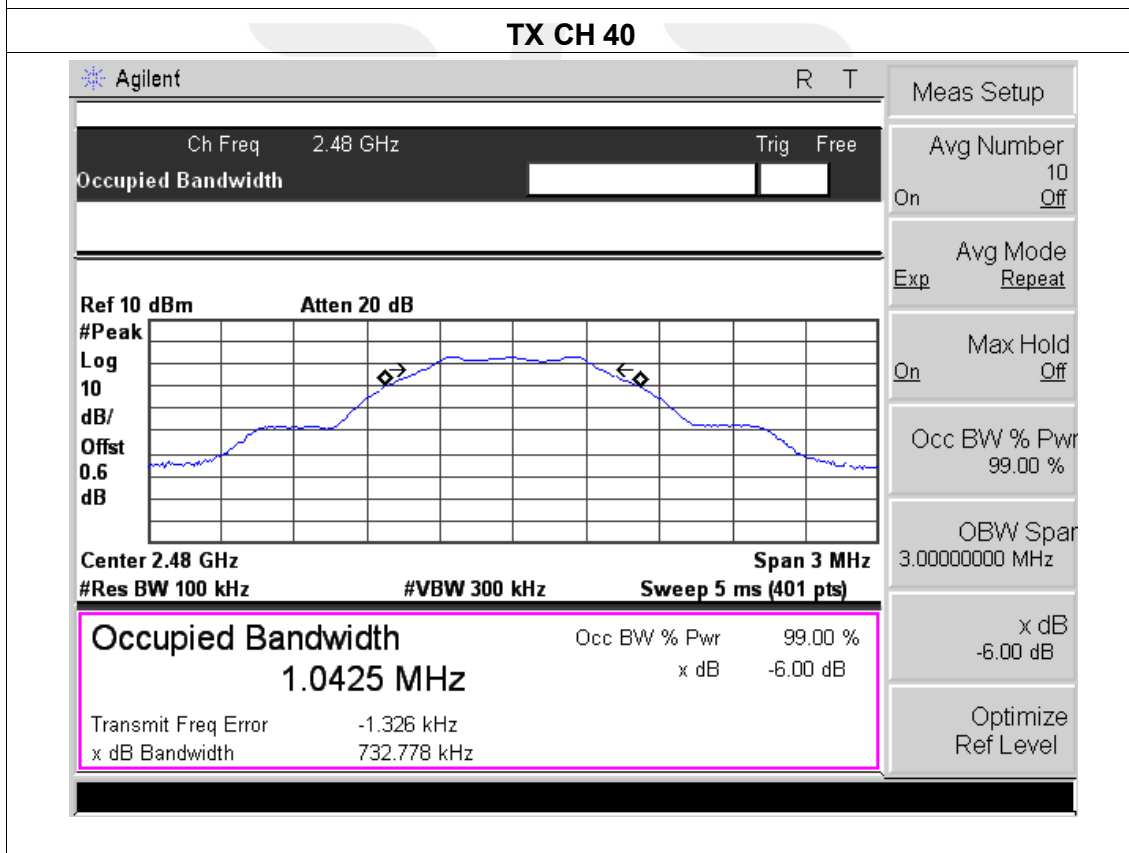 TX CH 40
Agilent R T
Ch Freq 2.48 GHz Trig Free
Occupied Bandwidth
Ref 10 dBm Atten 20 dB
#Peak
Log
10
dB/
Offst
0.6
dB
Center 2.48 GHz Span 3 MHz
#Res BW 100 kHz #VBW 300 kHz Sweep 5 ms (401 pts)
Occupied Bandwidth Occ BW % Pwr 99.00 %
1.0425 MHz x dB -6.00 dB
Transmit Freq Error -1.326 kHz
x dB Bandwidth 732.778 kHz
Meas Setup
Avg Number
10
On Off
Avg Mode
Exp Repeat
Max Hold
On Off
Occ BW % Pwr
99.00 %
OBW Span
3.00000000 MHz
x dB
-6.00 dB
Optimize
Ref Level